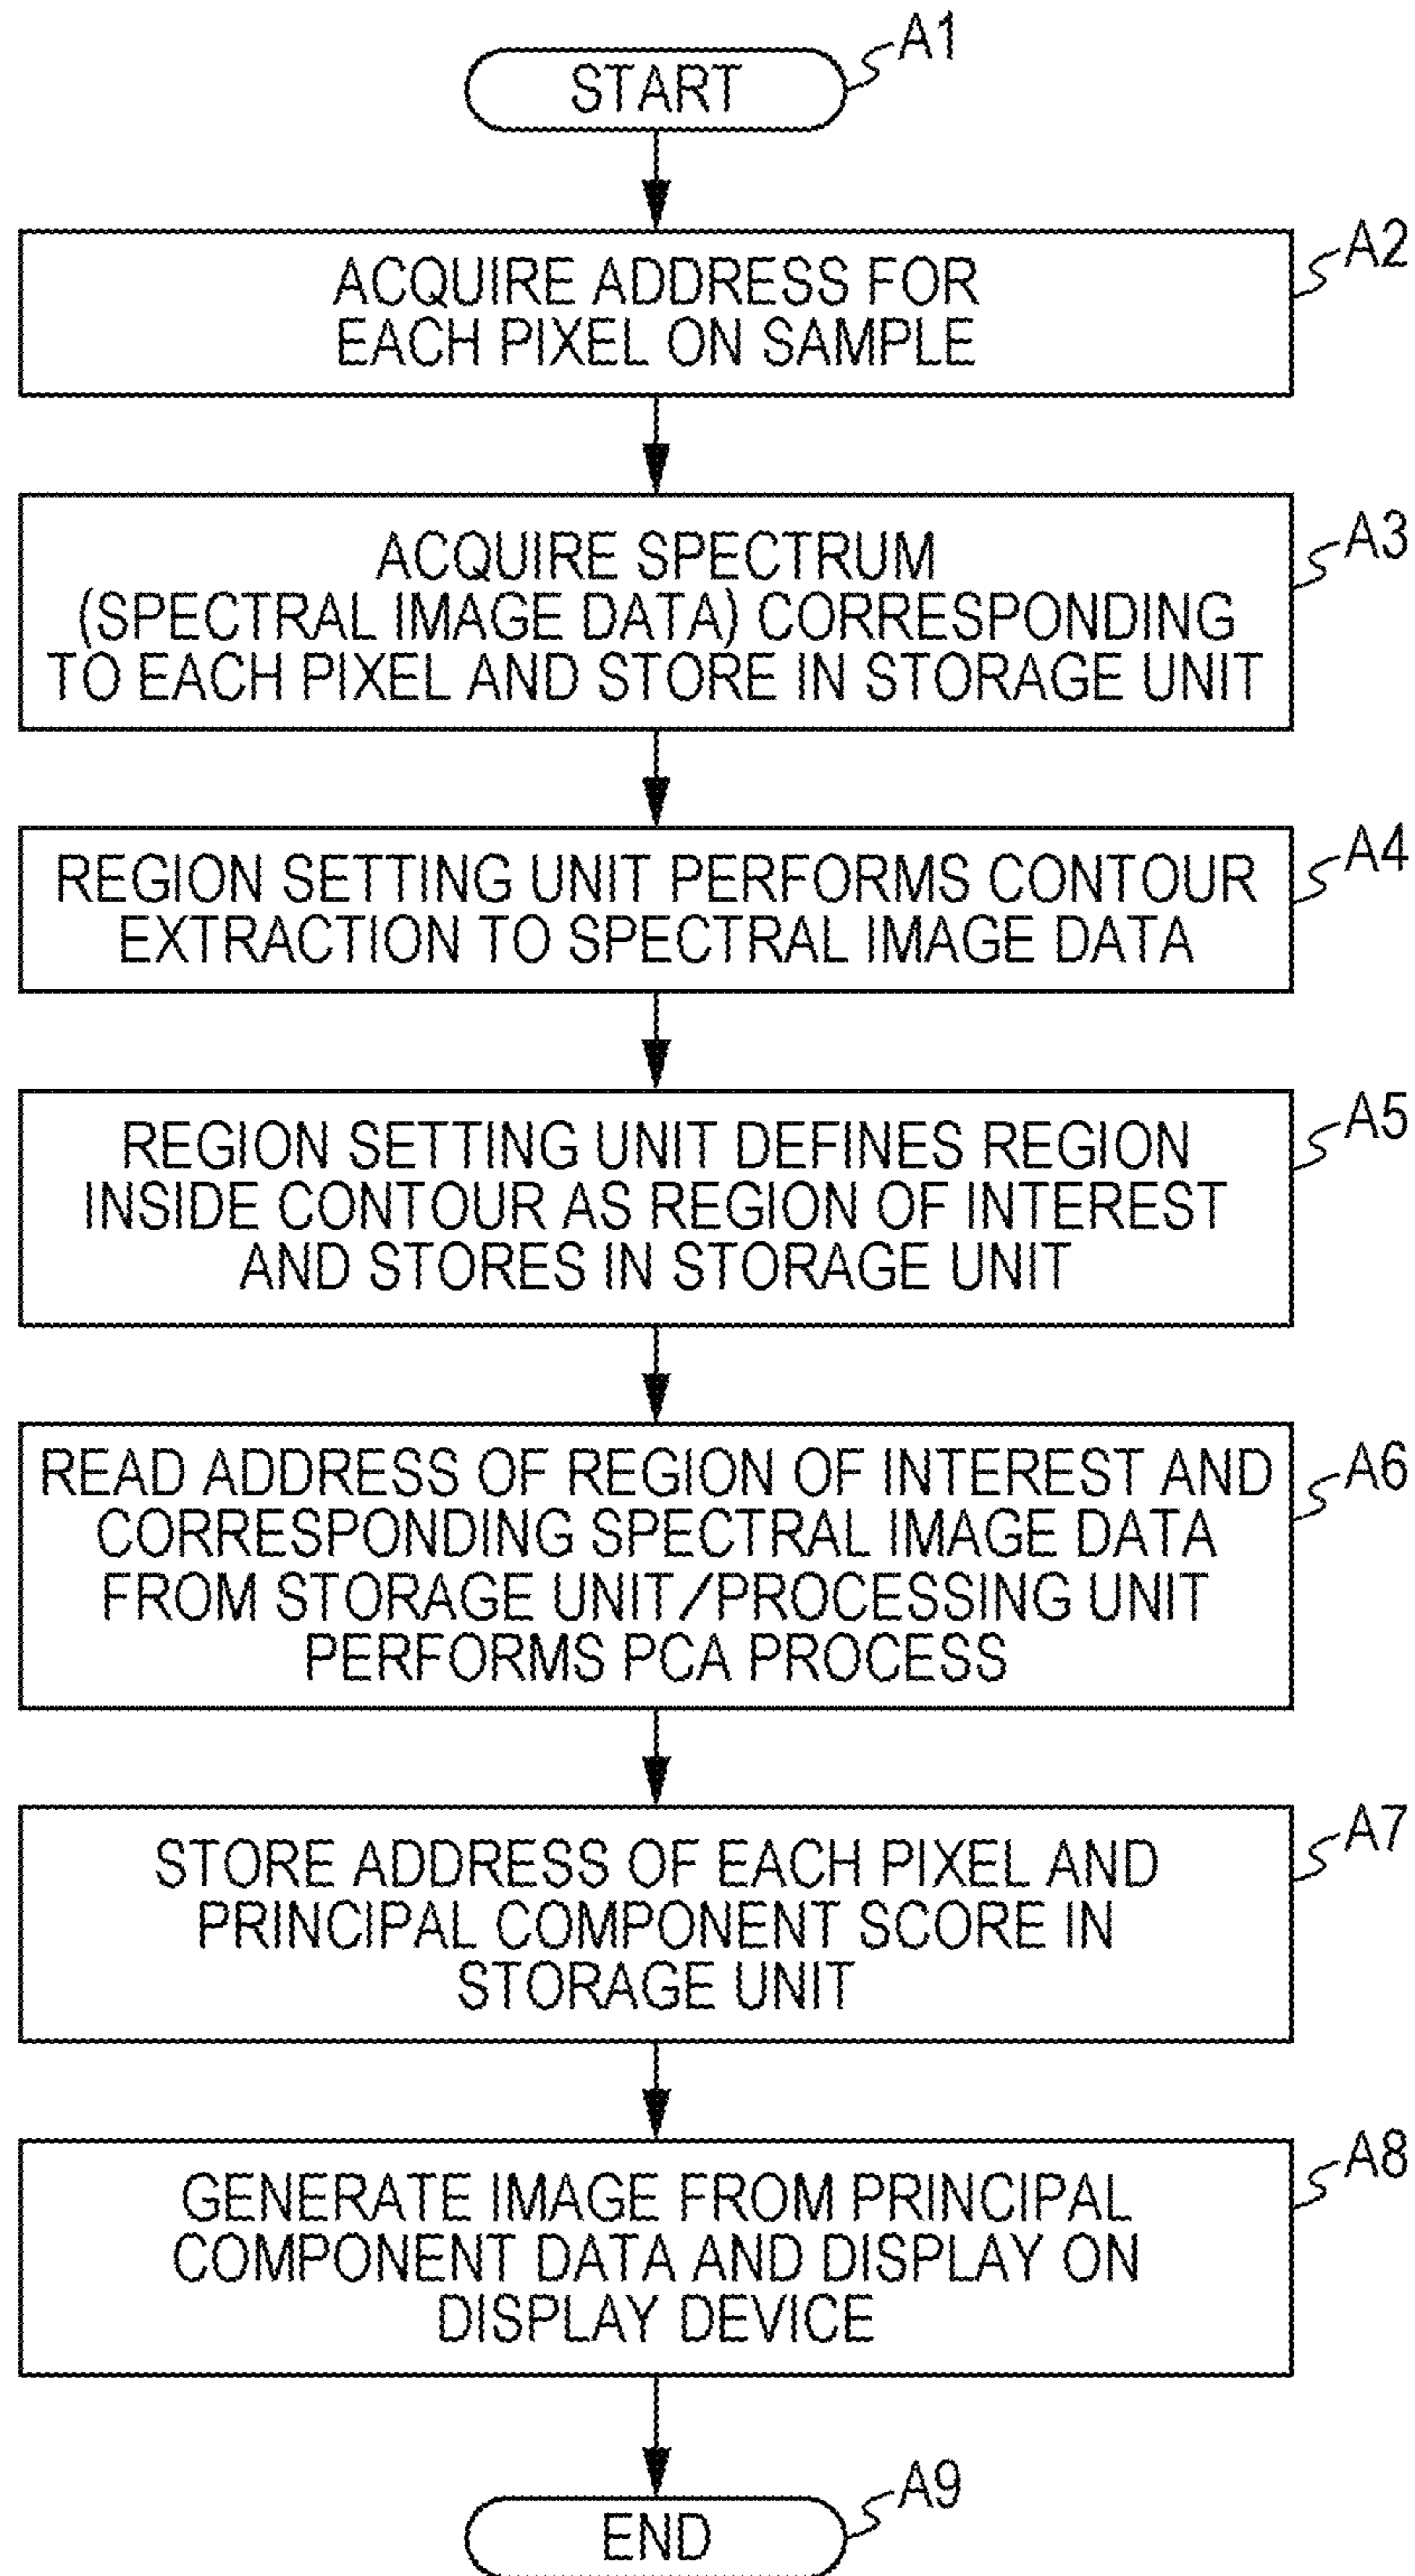 START
A1
ACQUIRE ADDRESS FOR
EACH PIXEL ON SAMPLE
A2
ACQUIRE SPECTRUM
(SPECTRAL IMAGE DATA) CORRESPONDING
TO EACH PIXEL AND STORE IN STORAGE UNIT
A3
REGION SETTING UNIT PERFORMS CONTOUR
EXTRACTION TO SPECTRAL IMAGE DATA
A4
REGION SETTING UNIT DEFINES REGION
INSIDE CONTOUR AS REGION OF INTEREST
AND STORES IN STORAGE UNIT
A5
READ ADDRESS OF REGION OF INTEREST AND
CORRESPONDING SPECTRAL IMAGE DATA
FROM STORAGE UNIT/PROCESSING UNIT
PERFORMS PCA PROCESS
A6
STORE ADDRESS OF EACH PIXEL AND
PRINCIPAL COMPONENT SCORE IN
STORAGE UNIT
A7
GENERATE IMAGE FROM PRINCIPAL
COMPONENT DATA AND DISPLAY ON
DISPLAY DEVICE
A8
END
A9